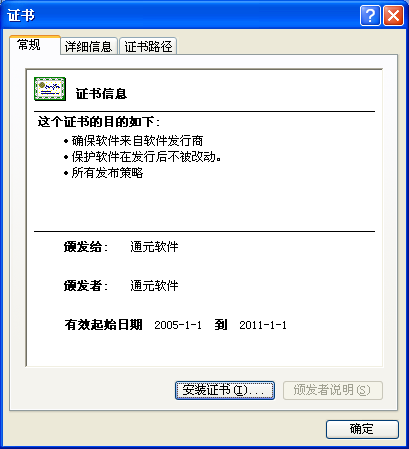 证书
常规 详细信息 证书路径
证书信息
这个证书的目的如下:
•确保软件来自软件发行商
•保护软件在发行后不被改动。
•所有发布策略
颁发给: 通元软件
颁发者: 通元软件
有效起始日期 2005-1-1 到 2011-1-1
安装证书(I)... 颁发者说明(S)
确定